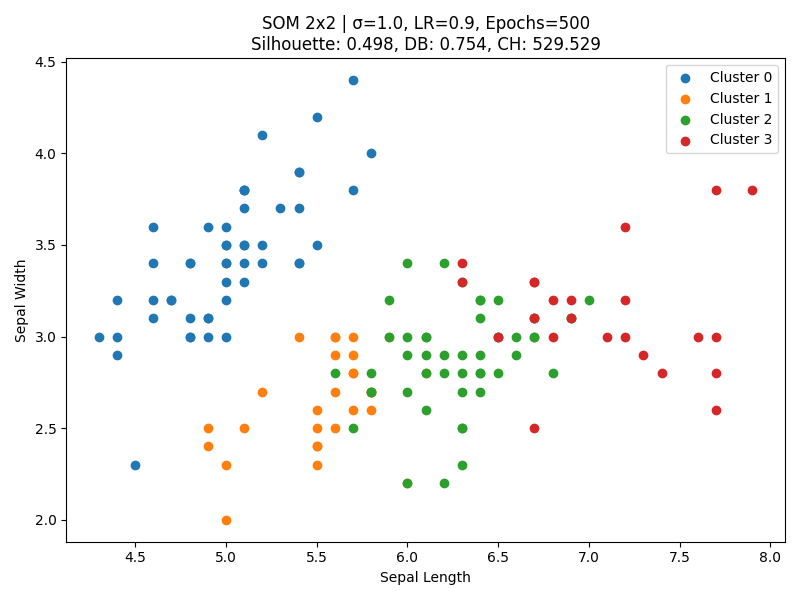 SOM 2x2 | σ=1.0, LR=0.9, Epochs=500
Silhouette: 0.498, DB: 0.754, CH: 529.529
Cluster 0
Cluster 1
Cluster 2
Cluster 3
4.5
4.0
3.5
3.0
2.5
2.0
Sepal Width
4.5 5.0 5.5 6.0 6.5 7.0 7.5 8.0
Sepal Length